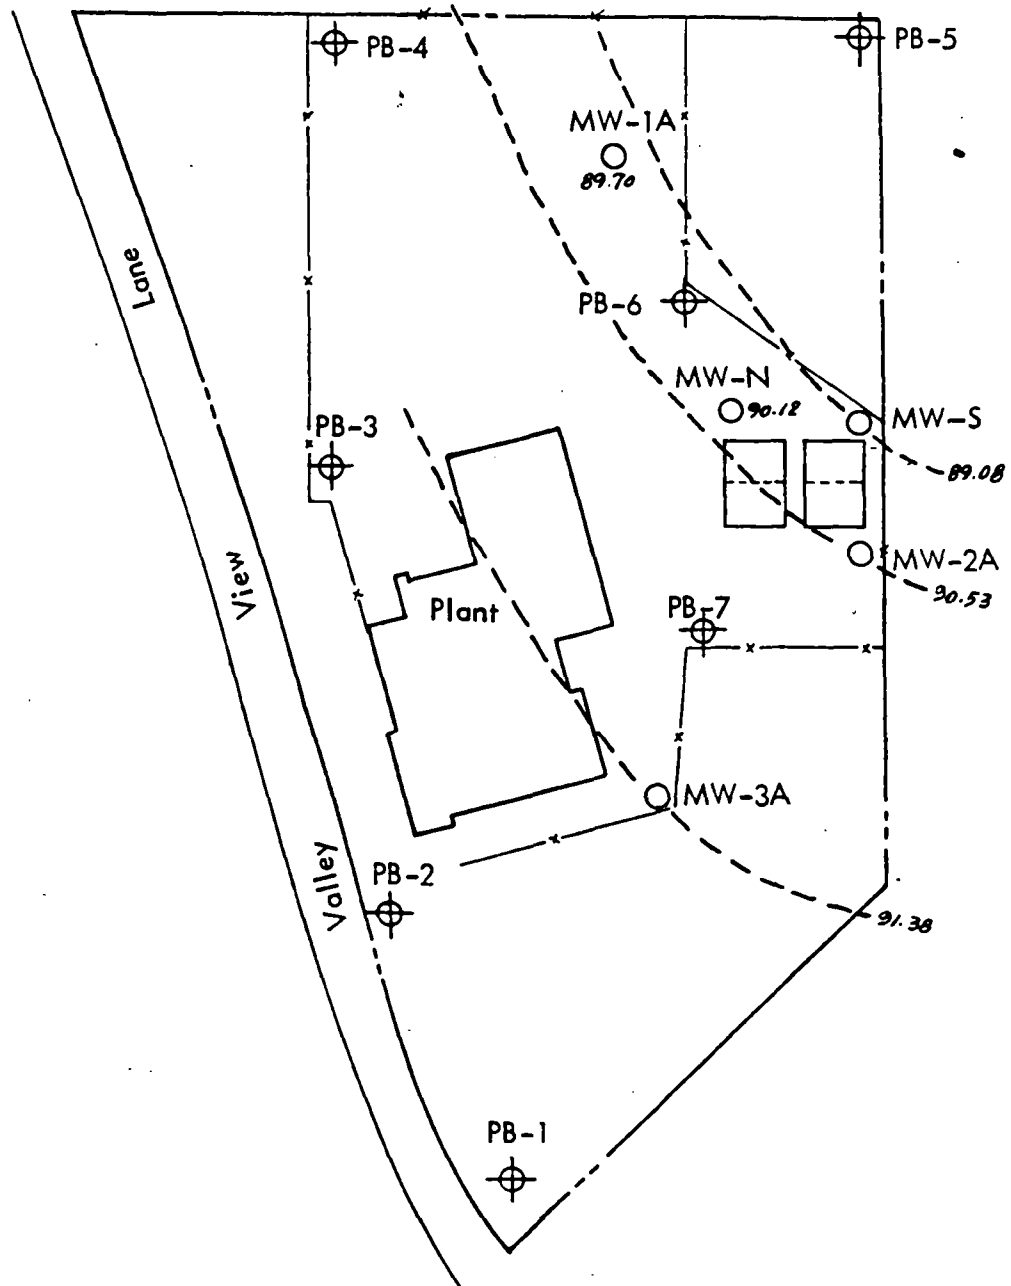 PB-4
PB-5
MW-1A
89.70
Lane
PB-6
MW-N
90.12
MW-S
89.08
PB-3
MW-2A
90.53
View
Plant
PB-7
MW-3A
Valley
PB-2
91.38
PB-1